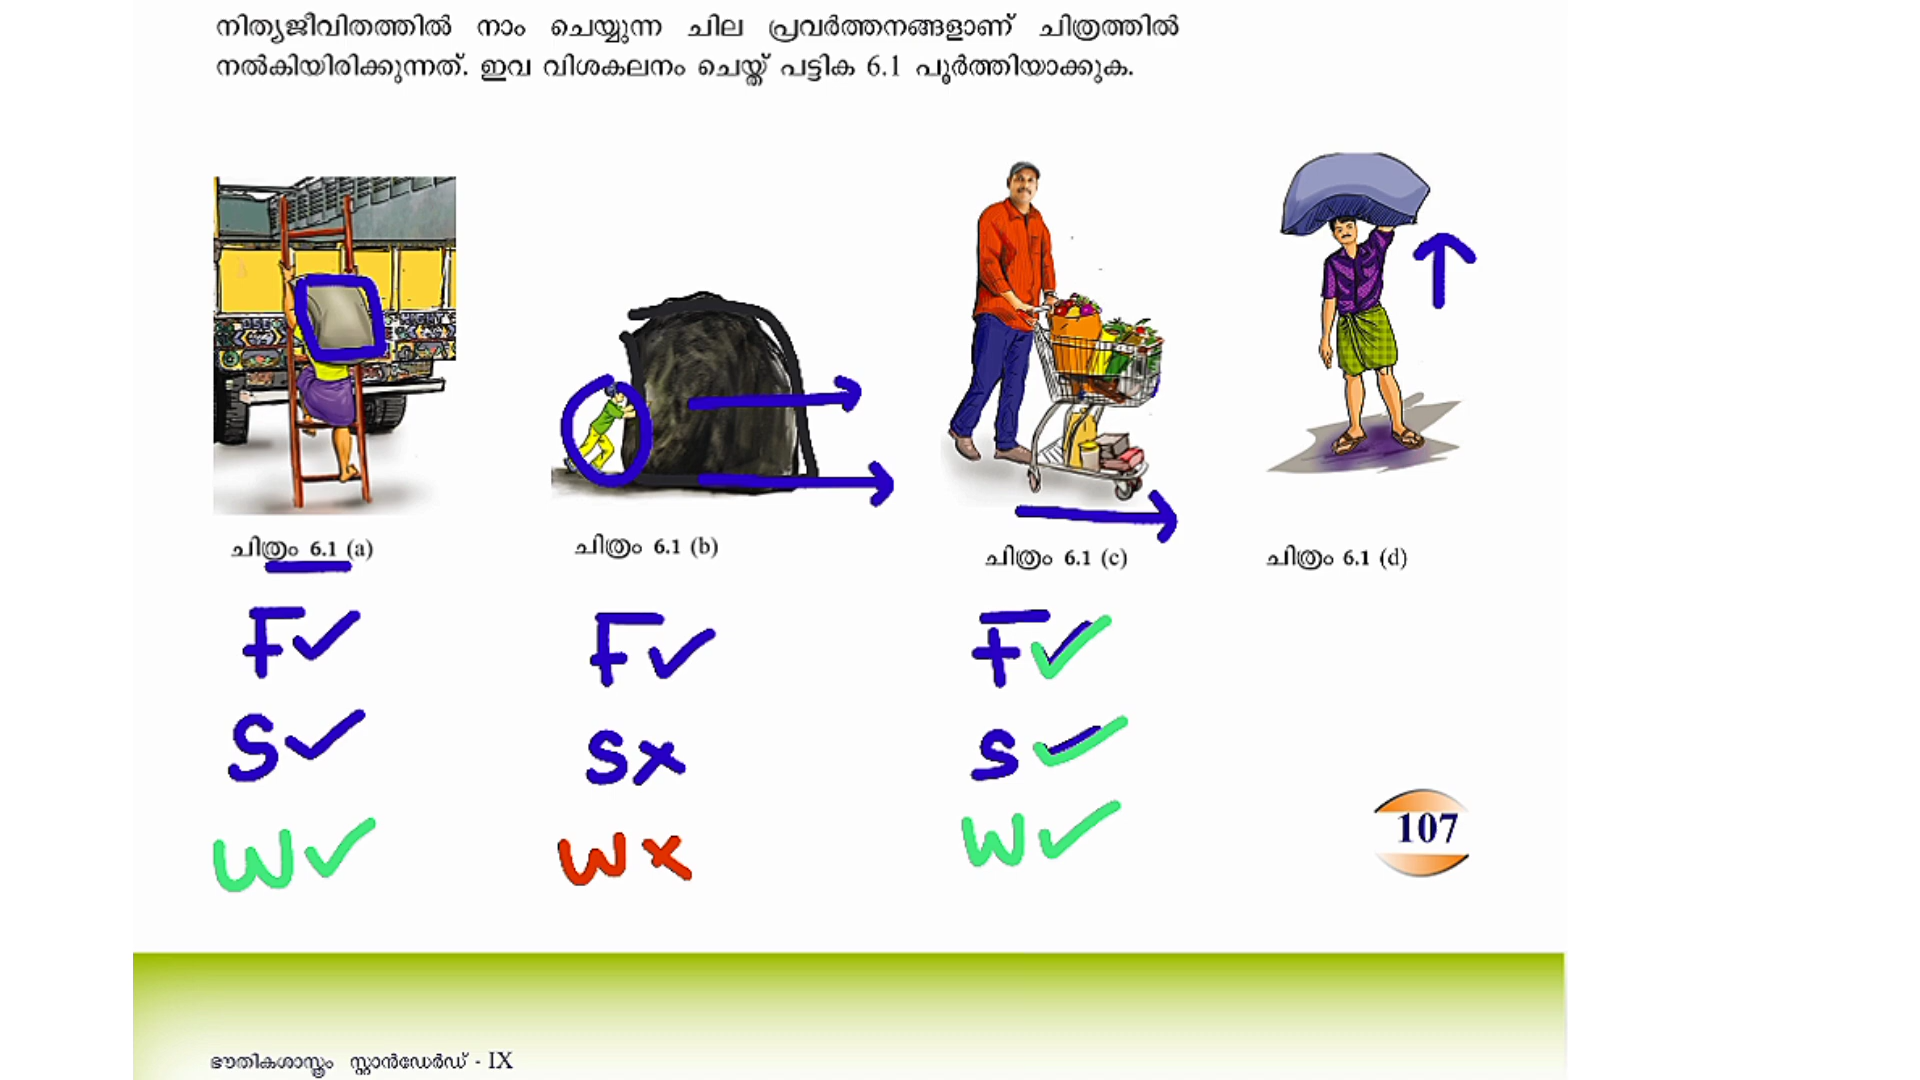 നിത്യജീവിതത്തിൽ നാം ചെയ്യുന്ന ചില പ്രവർത്തനങ്ങളാണ് ചിത്രത്തിൽ
നൽകിയിരിക്കുന്നത്. ഇവ വിശകലനം ചെയ്ത് പട്ടിക 6.1 പൂർത്തിയാക്കുക.
ചിത്രം 6.1 (a)
ചിത്രം 6.1 (b)
ചിത്രം 6.1 (c)
ചിത്രം 6.1 (d)
F✓ F✓ F✓
S✓ S× S✓
W✓ W× W✓
107
ഭൗതികശാസ്ത്രം സ്റ്റാൻഡേർഡ് - IX